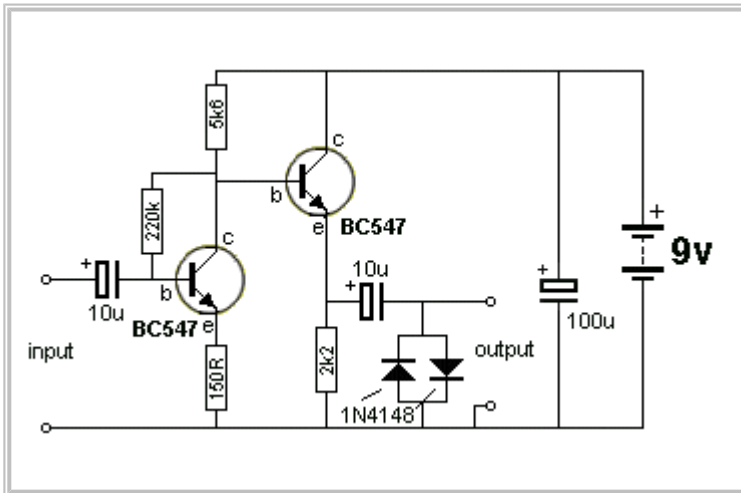 5k6
c
b
e
BC547
220k
c
b
e
BC547
+
10u
input
150R
2k2
10u
+
1N4148
output
+
100u
+
9v